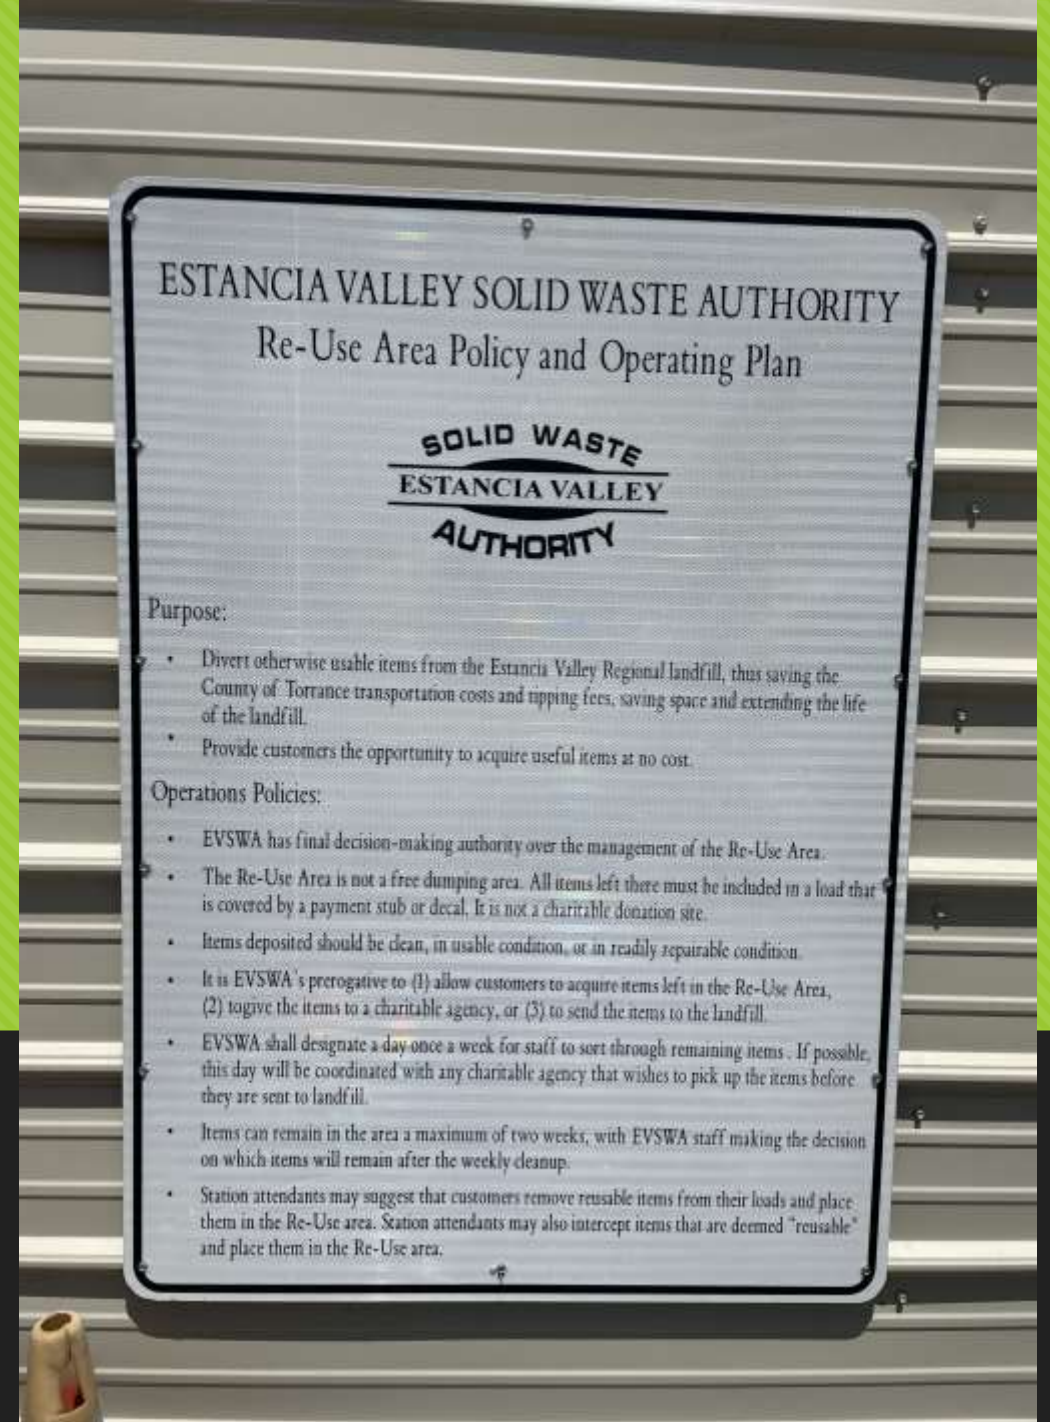 ESTANCIA VALLEY SOLID WASTE AUTHORITY
Re-Use Area Policy and Operating Plan
SOLID WASTE
ESTANCIA VALLEY
AUTHORITY
Purpose:
• Divert otherwise usable items from the Estancia Valley Regional landfill, thus saving the
County of Torrance transportation costs and tipping fees, saving space and extending the life
of the landfill.
• Provide customers the opportunity to acquire useful items at no cost.
Operations Policies:
• EVSWA has final decision-making authority over the management of the Re-Use Area.
• The Re-Use Area is not a free dumping area. All items left there must be included in a load that
is covered by a payment stub or decal. It is not a charitable donation site.
• Items deposited should be clean, in usable condition, or in readily repairable condition.
• It is EVSWA's prerogative to (1) allow customers to acquire items left in the Re-Use Area,
(2) togive the items to a charitable agency, or (3) to send the items to the landfill.
• EVSWA shall designate a day once a week for staff to sort through remaining items . If possible,
this day will be coordinated with any charitable agency that wishes to pick up the items before
they are sent to landfill.
• Items can remain in the area a maximum of two weeks, with EVSWA staff making the decision
on which items will remain after the weekly cleanup.
• Station attendants may suggest that customers remove reusable items from their loads and place
them in the Re-Use area. Station attendants may also intercept items that are deemed "reusable"
and place them in the Re-Use area.